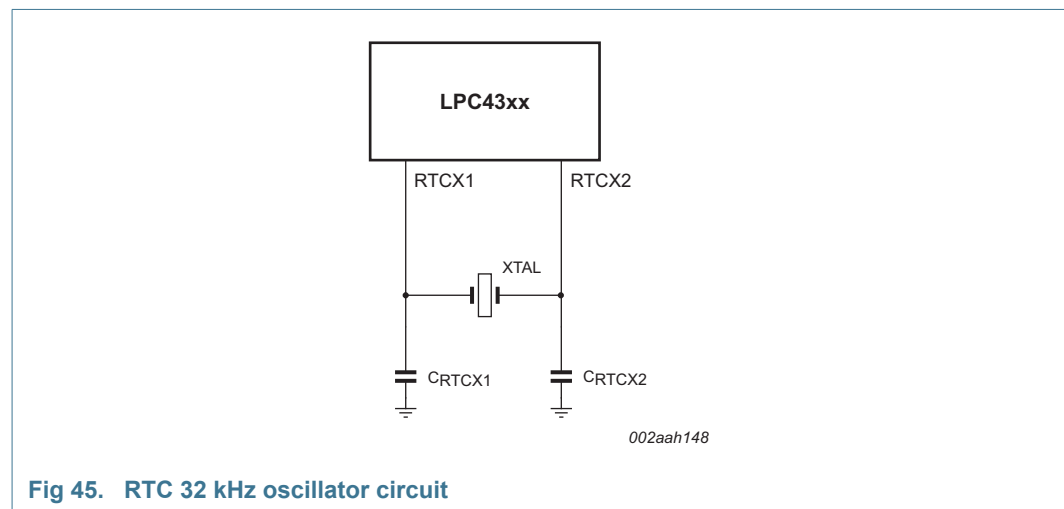 LPC43xx
RTCX1 RTCX2
XTAL
CRTCX1 CRTCX2
002aah148
Fig 45. RTC 32 kHz oscillator circuit